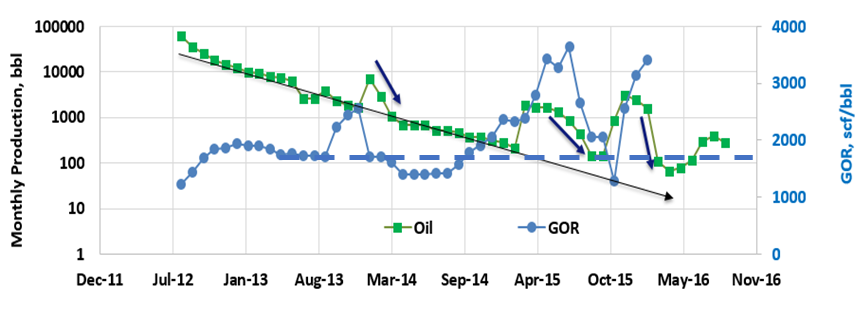 Monthly Production, bbl
100000
10000
1000
100
10
1
4000
3000
2000
1000
0
GOR, scf/bbl
Oil
GOR
Dec-11
Jul-12
Jan-13
Aug-13
Mar-14
Sep-14
Apr-15
Oct-15
May-16
Nov-16